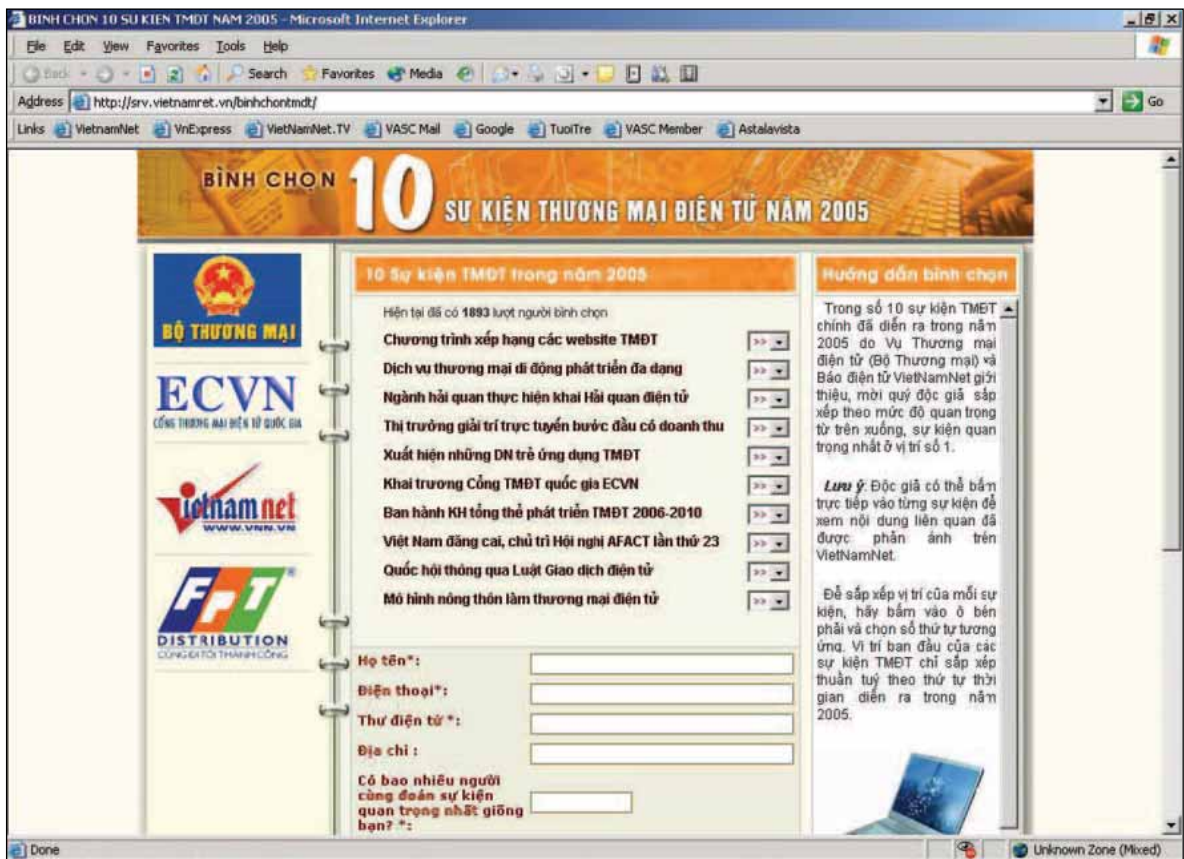 BINH CHON 10 SU KIEN TMDT NAM 2005 - Microsoft Internet Explorer
File Edit View Favorites Tools Help
Back Search Favorites Media
Address http://srv.vietnamret.vn/binhchontmdt/ Go
Links VietnamNet VnExpress VietNamNet.TV VASC Mail Google TuoiTre VASC Member Astalavista
BÌNH CHỌN 10 SỰ KIỆN THƯƠNG MẠI ĐIỆN TỬ NĂM 2005
BỘ THƯƠNG MẠI
ECVN
CỔNG THƯƠNG MẠI ĐIỆN TỬ QUỐC GIA
vietnam net
WWW.VNN.VN
FPT
DISTRIBUTION
CÙNG ĐI TỚI THÀNH CÔNG
10 Sự kiện TMĐT trong năm 2005
Hiện tại đã có 1893 lượt người bình chọn
Chương trình xếp hạng các website TMĐT >>
Dịch vụ thương mại di động phát triển đa dạng >>
Ngành hải quan thực hiện khai Hải quan điện tử >>
Thị trường giải trí trực tuyến bước đầu có doanh thu >>
Xuất hiện những DN trẻ ứng dụng TMĐT >>
Khai trương Cổng TMĐT quốc gia ECVN >>
Ban hành KH tổng thể phát triển TMĐT 2006-2010 >>
Việt Nam đăng cai, chủ trì Hội nghị AFACT lần thứ 23 >>
Quốc hội thông qua Luật Giao dịch điện tử >>
Mô hình nông thôn làm thương mại điện tử >>
Họ tên*:
Điện thoại*:
Thư điện tử *:
Địa chỉ :
Có bao nhiêu người
cùng đoán sự kiện
quan trọng nhất giống
bạn? *:
Hướng dẫn bình chọn
Trong số 10 sự kiện TMĐT
chính đã diễn ra trong năm
2005 do Vụ Thương mại
điện tử (Bộ Thương mại) và
Báo điện tử VietNamNet giới
thiệu, mời quý độc giả sắp
xếp theo mức độ quan trọng
từ trên xuống, sự kiện quan
trọng nhất ở vị trí số 1.
Lưu ý: Độc giả có thể bấm
trực tiếp vào từng sự kiện để
xem nội dung liên quan đã
được phản ánh trên
VietNamNet.
Để sắp xếp vị trí của mỗi sự
kiện, hãy bấm vào ô bên
phải và chọn số thứ tự tương
ứng. Vị trí ban đầu của các
sự kiện TMĐT chỉ sắp xếp
thuần tuý theo thứ tự thời
gian diễn ra trong năm
2005.
Done Unknown Zone (Mixed)